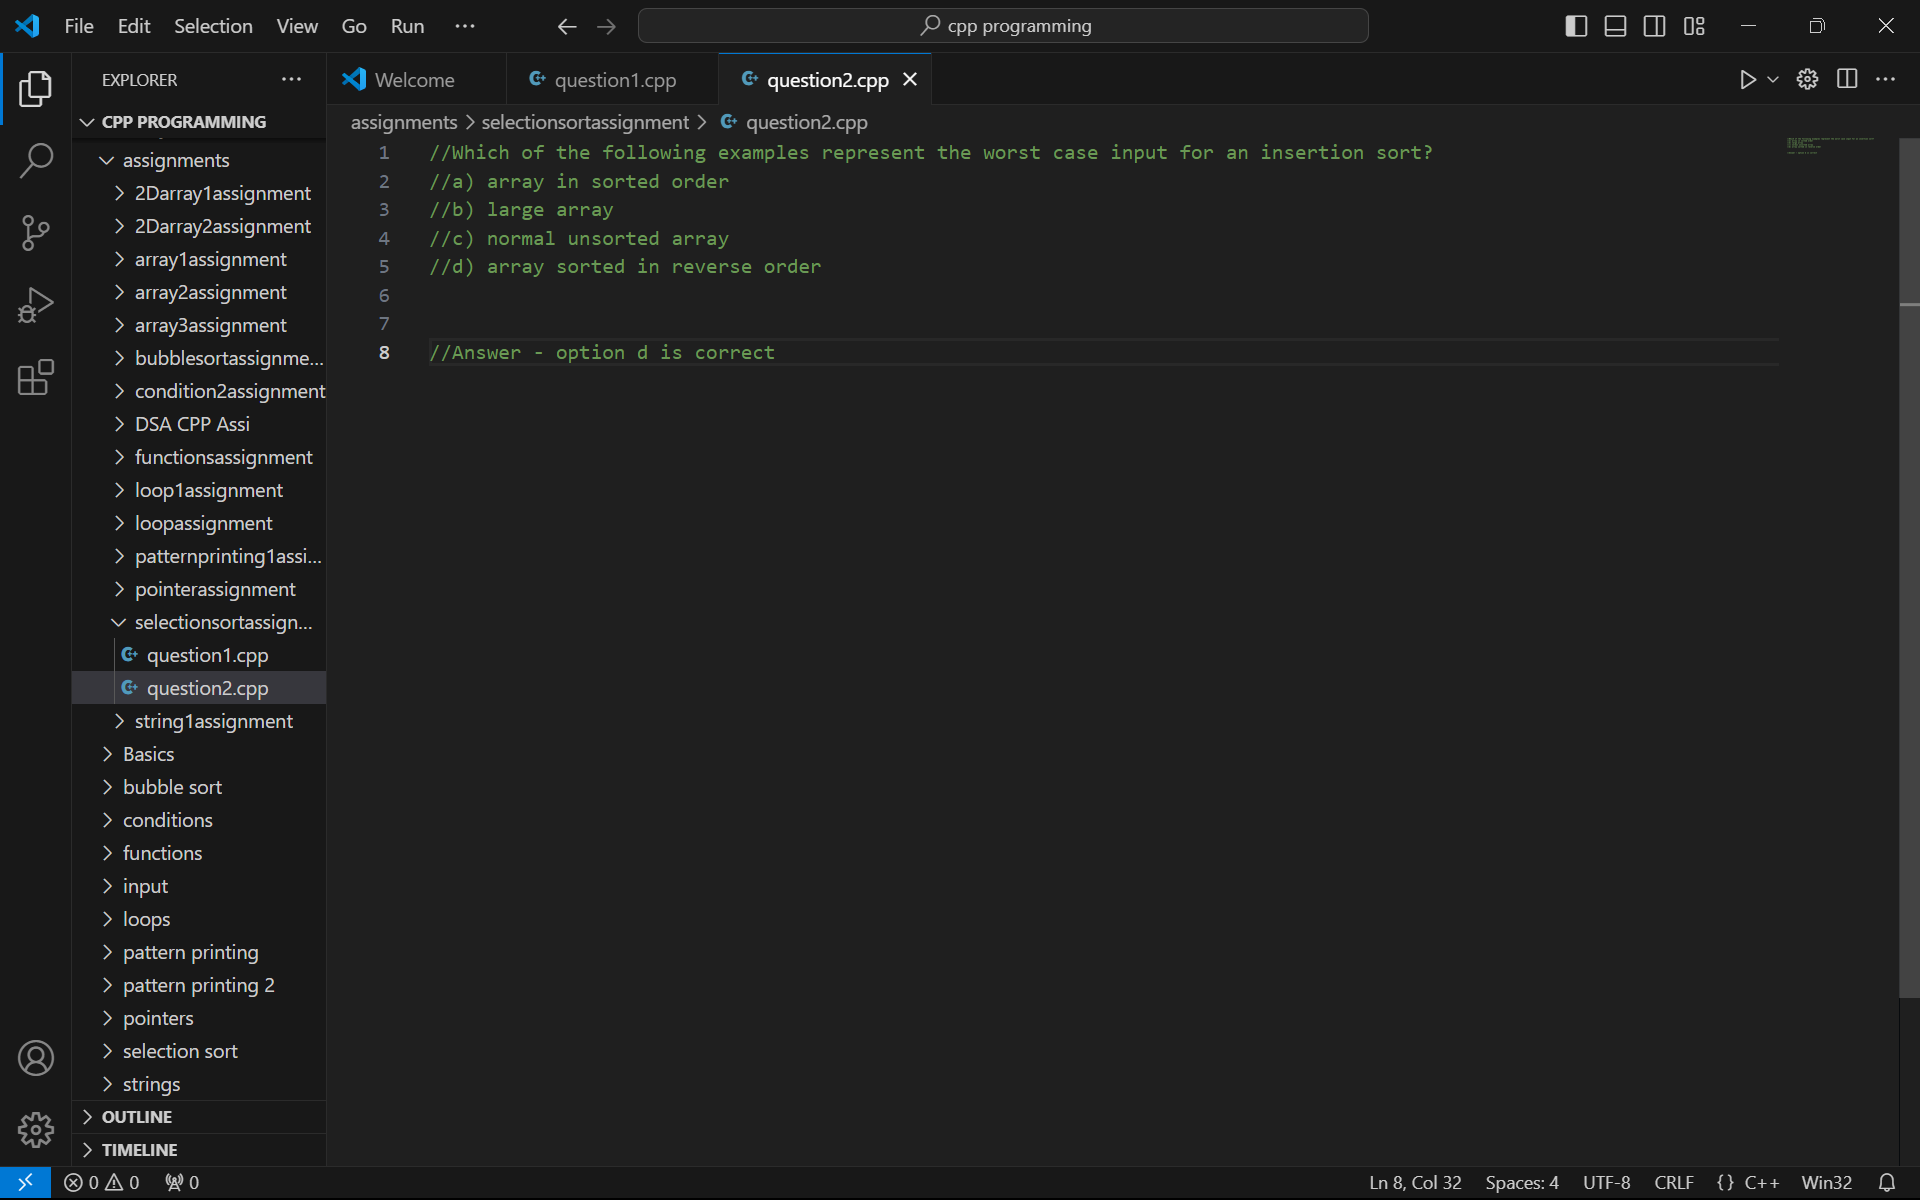 File Edit Selection View Go Run ··· cpp programming
EXPLORER ···
Welcome question1.cpp question2.cpp
CPP PROGRAMMING
assignments > selectionsortassignment > question2.cpp
assignments
2Darray1assignment
2Darray2assignment
array1assignment
array2assignment
array3assignment
bubblesortassignme...
condition2assignment
DSA CPP Assi
functionsassignment
loop1assignment
loopassignment
patternprinting1assi...
pointerassignment
selectionsortassign...
question1.cpp
question2.cpp
string1assignment
Basics
bubble sort
conditions
functions
input
loops
pattern printing
pattern printing 2
pointers
selection sort
strings
OUTLINE
TIMELINE
1 //Which of the following examples represent the worst case input for an insertion sort?
2 //a) array in sorted order
3 //b) large array
4 //c) normal unsorted array
5 //d) array sorted in reverse order
6
7
8 //Answer - option d is correct
0 0 0 Ln 8, Col 32 Spaces: 4 UTF-8 CRLF {} C++ Win32